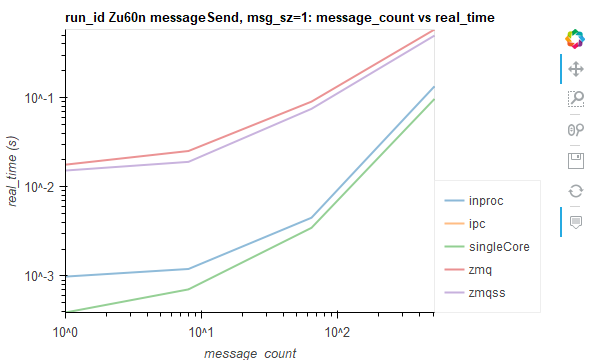 run_id Zu60n messageSend, msg_sz=1: message_count vs real_time
real_time (s)
10^-1
10^-2
10^-3
10^0
10^1
10^2
message_count
inproc
ipc
singleCore
zmq
zmqss